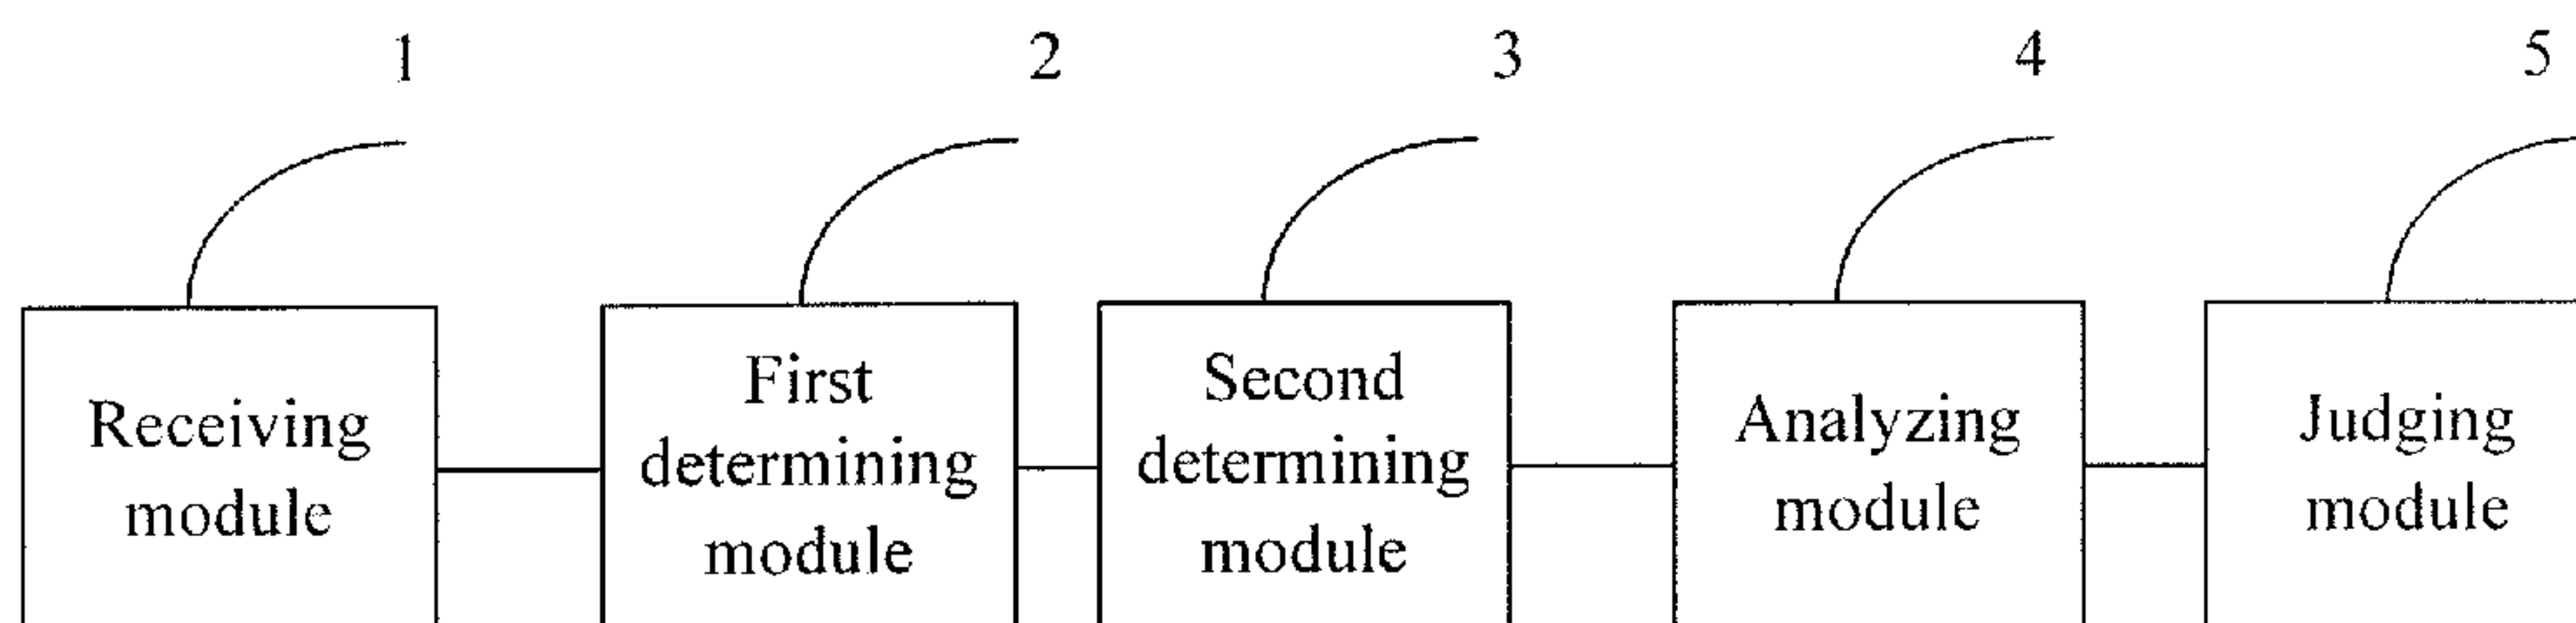 1
2
3
4
5
Receiving
module
First
determining
module
Second
determining
module
Analyzing
module
Judging
module